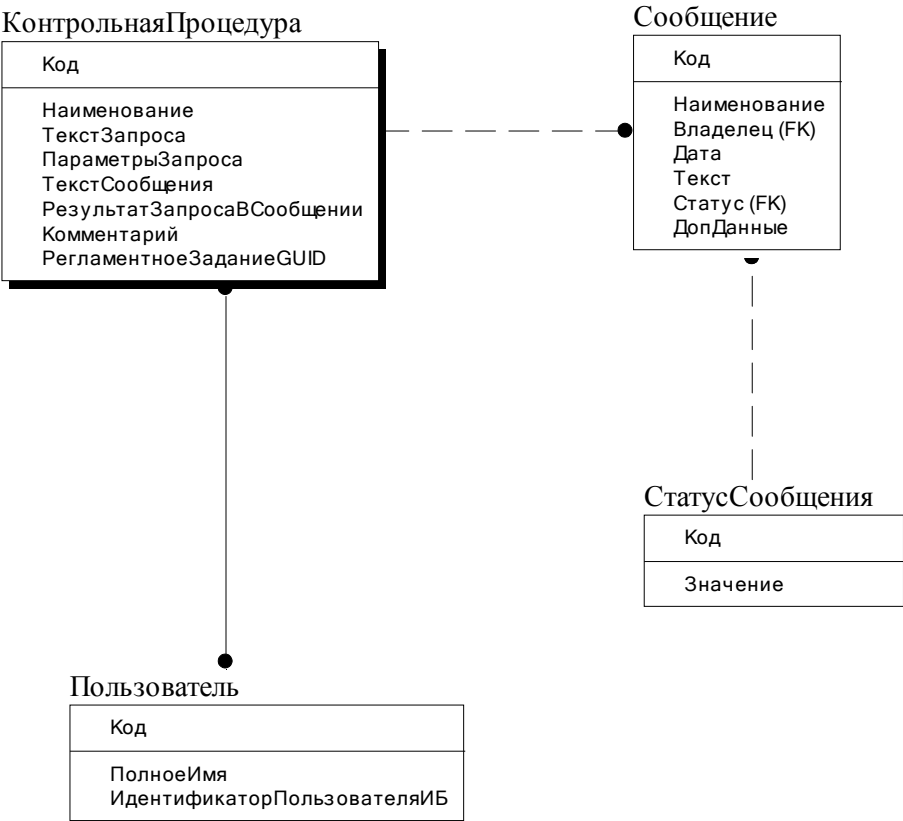 КонтрольнаяПроцедура
Код
Наименование
ТекстЗапроса
ПараметрыЗапроса
ТекстСообщения
РезультатЗапросаВСообщении
Комментарий
РегламентноеЗаданиеGUID
Сообщение
Код
Наименование
Владелец (FK)
Дата
Текст
Статус (FK)
ДопДанные
СтатусСообщения
Код
Значение
Пользователь
Код
ПолноеИмя
ИдентификаторПользователяИБ